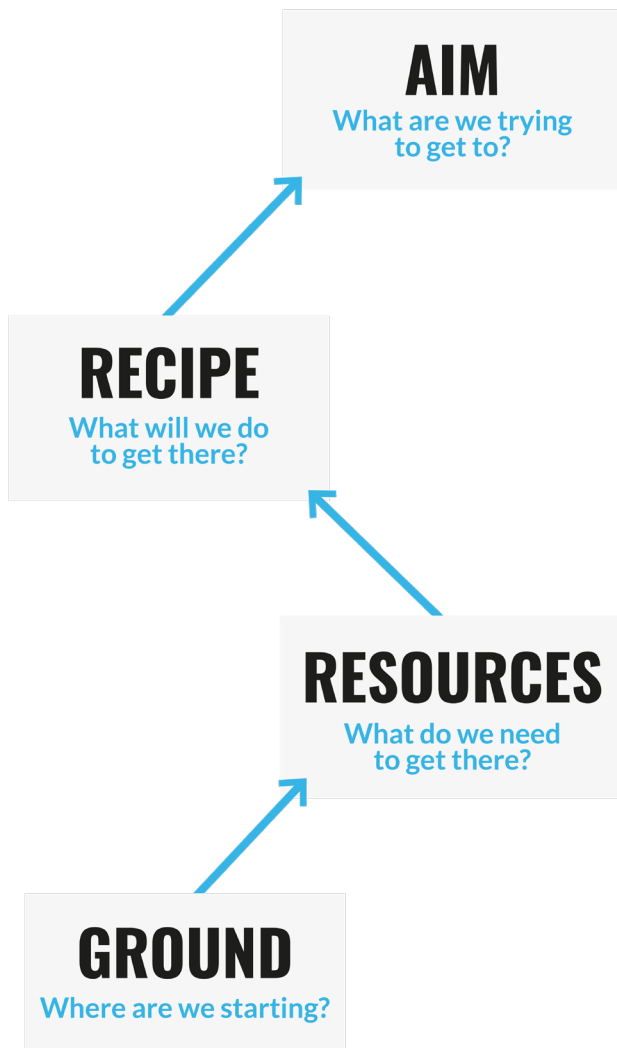 AIM
What are we trying
to get to?
RECIPE
What will we do
to get there?
RESOURCES
What do we need
to get there?
GROUND
Where are we starting?